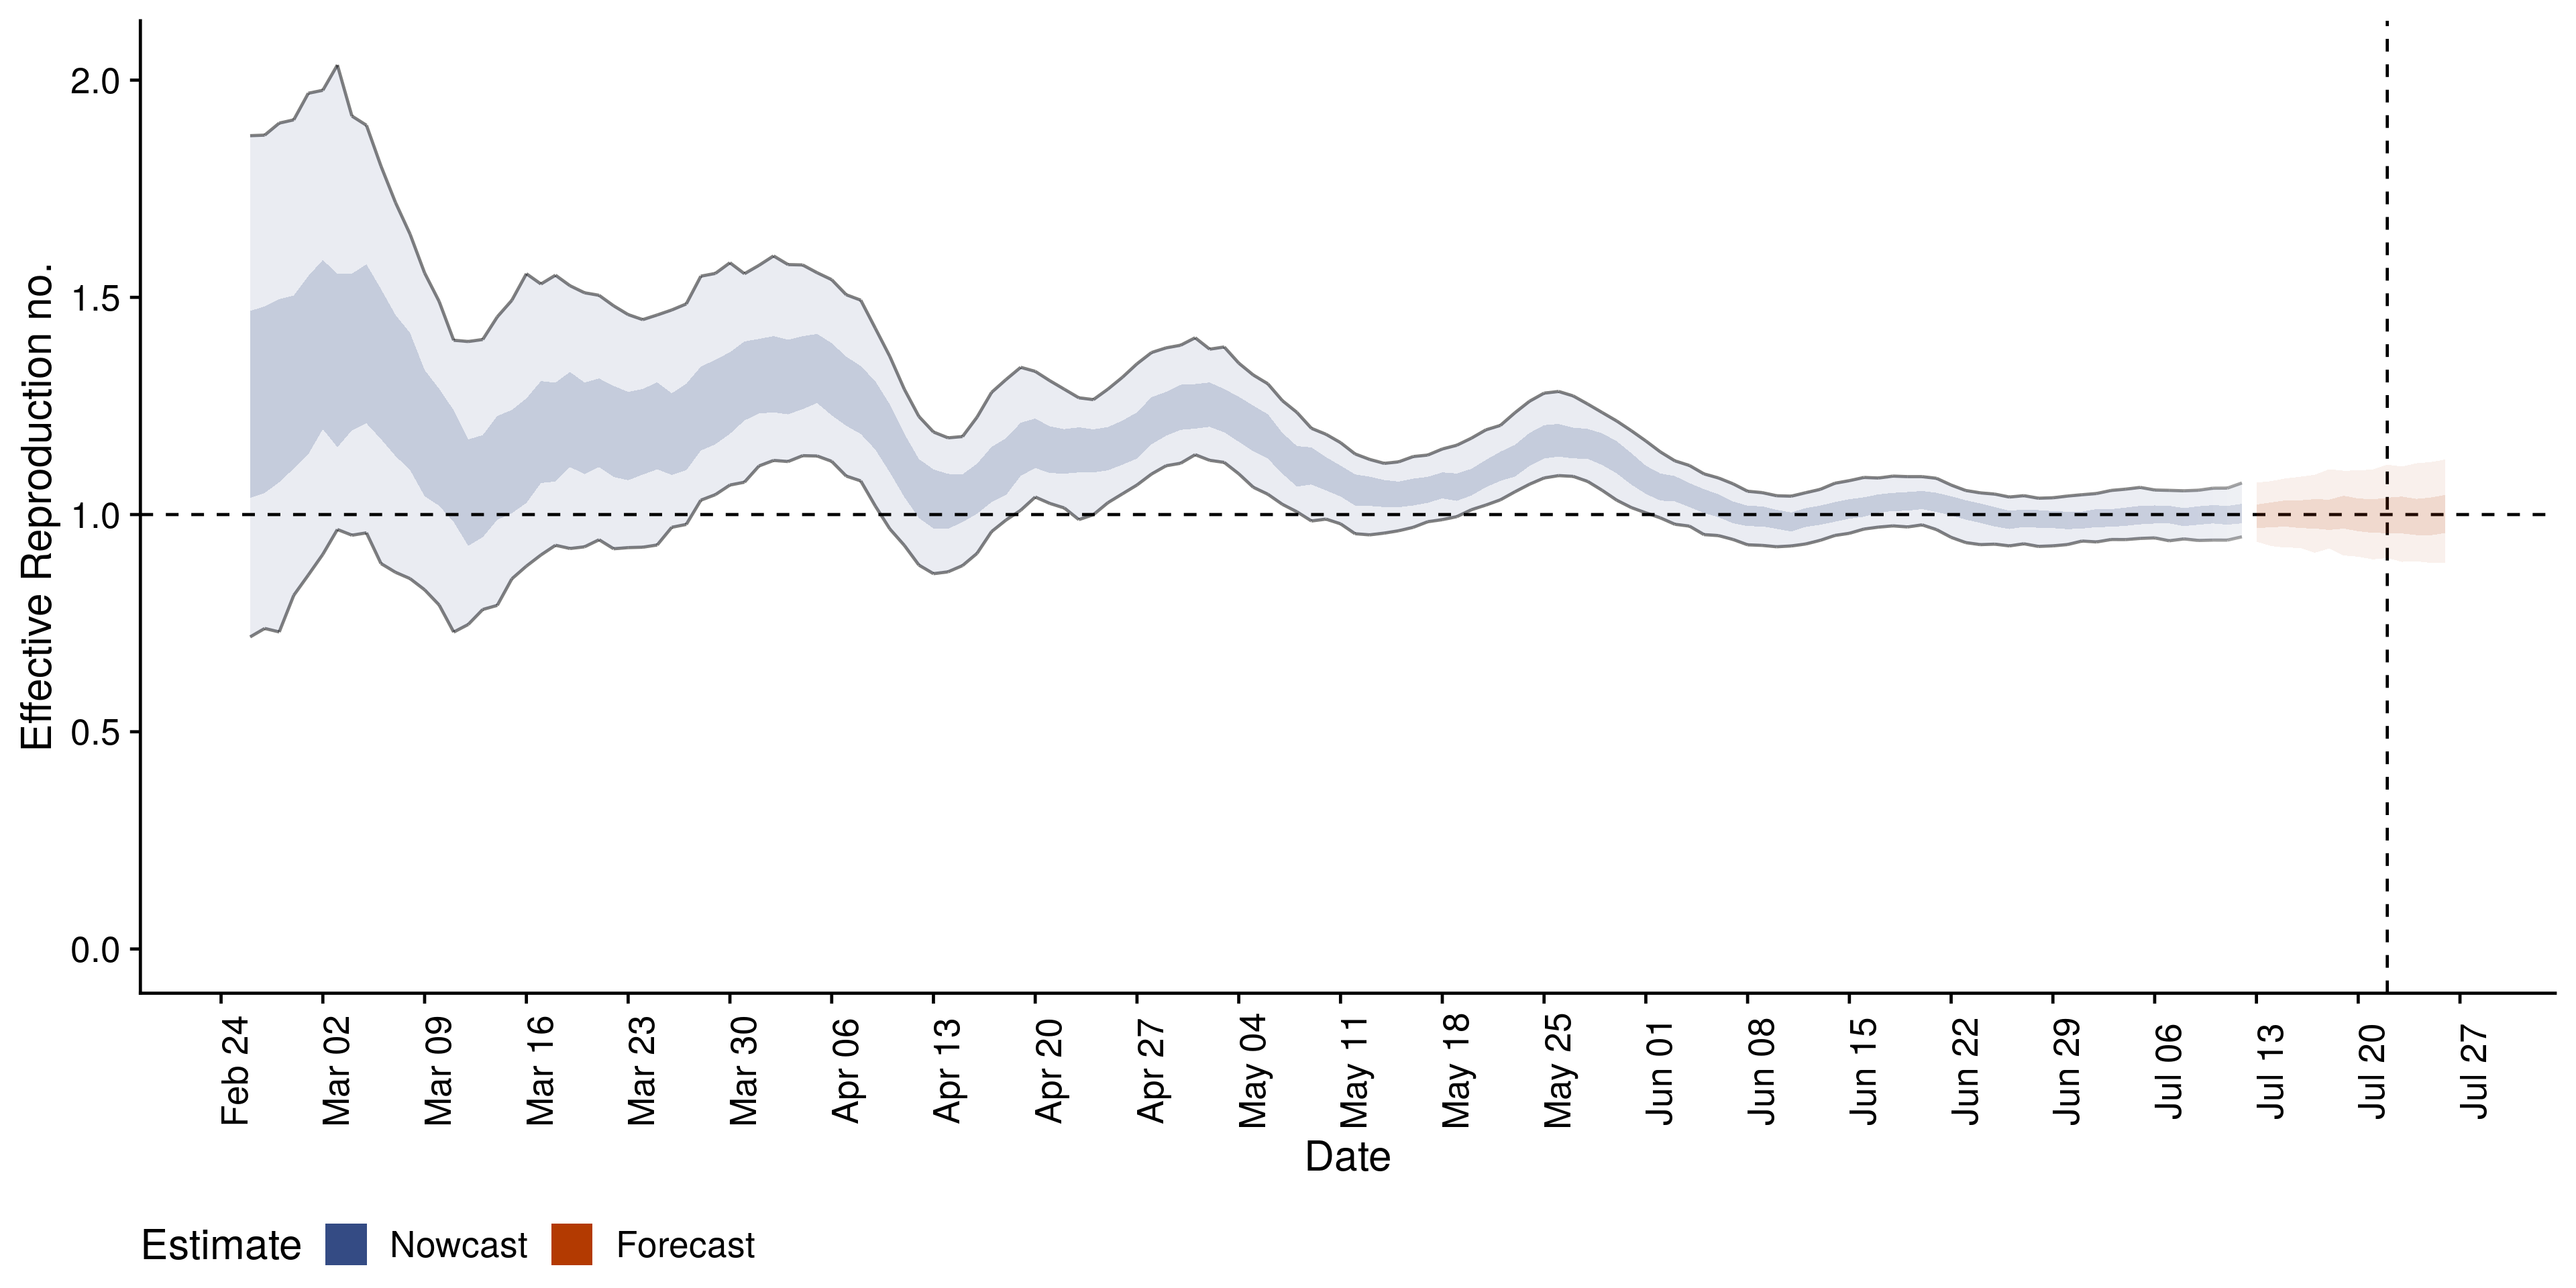 Effective Reproduction no.
2.0
1.5
1.0
0.5
0.0
Feb 24
Mar 02
Mar 09
Mar 16
Mar 23
Mar 30
Apr 06
Apr 13
Apr 20
Apr 27
May 04
May 11
May 18
May 25
Jun 01
Jun 08
Jun 15
Jun 22
Jun 29
Jul 06
Jul 13
Jul 20
Jul 27
Date
Estimate Nowcast Forecast